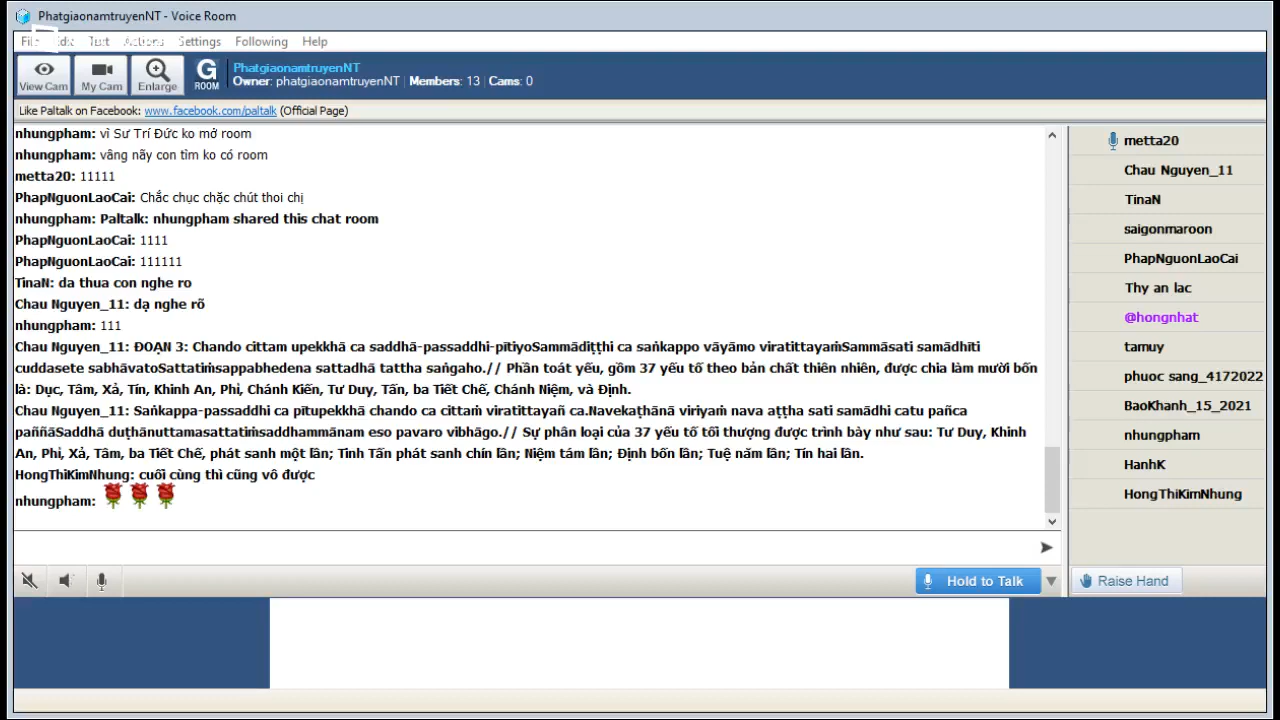 PhatgiaonamtruyenNT - Voice Room
File Edit Text Actions Settings Following Help
View Cam My Cam Enlarge G ROOM
PhatgiaonamtruyenNT
Owner: phatgiaonamtruyenNT | Members: 13 | Cams: 0
Like Paltalk on Facebook: www.facebook.com/paltalk (Official Page)
nhungpham: vì Sư Trí Đức ko mở room
nhungpham: vâng nãy con tìm ko có room
metta20: 11111
PhapNguonLaoCai: Chắc chục chặc chút thoi chị
nhungpham: Paltalk: nhungpham shared this chat room
PhapNguonLaoCai: 1111
PhapNguonLaoCai: 111111
TinaN: da thua con nghe ro
Chau Nguyen_11: dạ nghe rõ
nhungpham: 111
Chau Nguyen_11: ĐOẠN 3: Chando cittam upekkhā ca saddhā-passaddhi-pītiyoSammādiṭṭhi ca saṅkappo vāyāmo viratittayaṁSammāsati samādhīti
cuddasete sabhāvatoSattatiṁsappabhedena sattadhā tattha saṅgaho.// Phần toát yếu, gồm 37 yếu tố theo bản chất thiên nhiên, được chia làm mười bốn
là: Dục, Tâm, Xả, Tín, Khinh An, Phỉ, Chánh Kiến, Tư Duy, Tấn, ba Tiết Chế, Chánh Niệm, và Định.
Chau Nguyen_11: Saṅkappa-passaddhi ca pītupekkhā chando ca cittaṁ viratittayañ ca.Navekaṭhānā viriyaṁ nava aṭṭha sati samādhi catu pañca
paññāSaddhā duṭhānuttamasattatiṁsaddhammānam eso pavaro vibhāgo.// Sự phân loại của 37 yếu tố tối thượng được trình bày như sau: Tư Duy, Khinh
An, Phỉ, Xả, Tâm, ba Tiết Chế, phát sanh một lần; Tinh Tấn phát sanh chín lần; Niệm tám lần; Định bốn lần; Tuệ năm lần; Tín hai lần.
HongThiKimNhung: cuối cùng thì cũng vô được
nhungpham:
Hold to Talk
metta20
Chau Nguyen_11
TinaN
saigonmaroon
PhapNguonLaoCai
Thy an lac
@hongnhat
tamuy
phuoc sang_4172022
BaoKhanh_15_2021
nhungpham
HanhK
HongThiKimNhung
Raise Hand